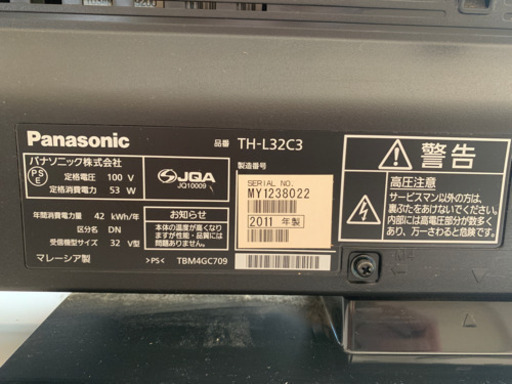 Panasonic
品番 TH-L32C3
パナソニック株式会社
PS E
定格電圧 100 V
定格消費電力 53 W
JQA
JQ10009
製造番号
SERIAL NO.
MY1238022
2011 年製
年間消費電力量 42 kWh/年
区分名 DN
受信機型サイズ 32 V型
マレーシア製
お知らせ
本体の温度が高くなり
ますが性能・品質には
問題ありません。
>PS< TBM4GC709
警告
高圧注意
サービスマン以外の方は、
裏ぶたをあけないでください。
内部には高電圧部分が数多く
あり、万一さわると危険です。